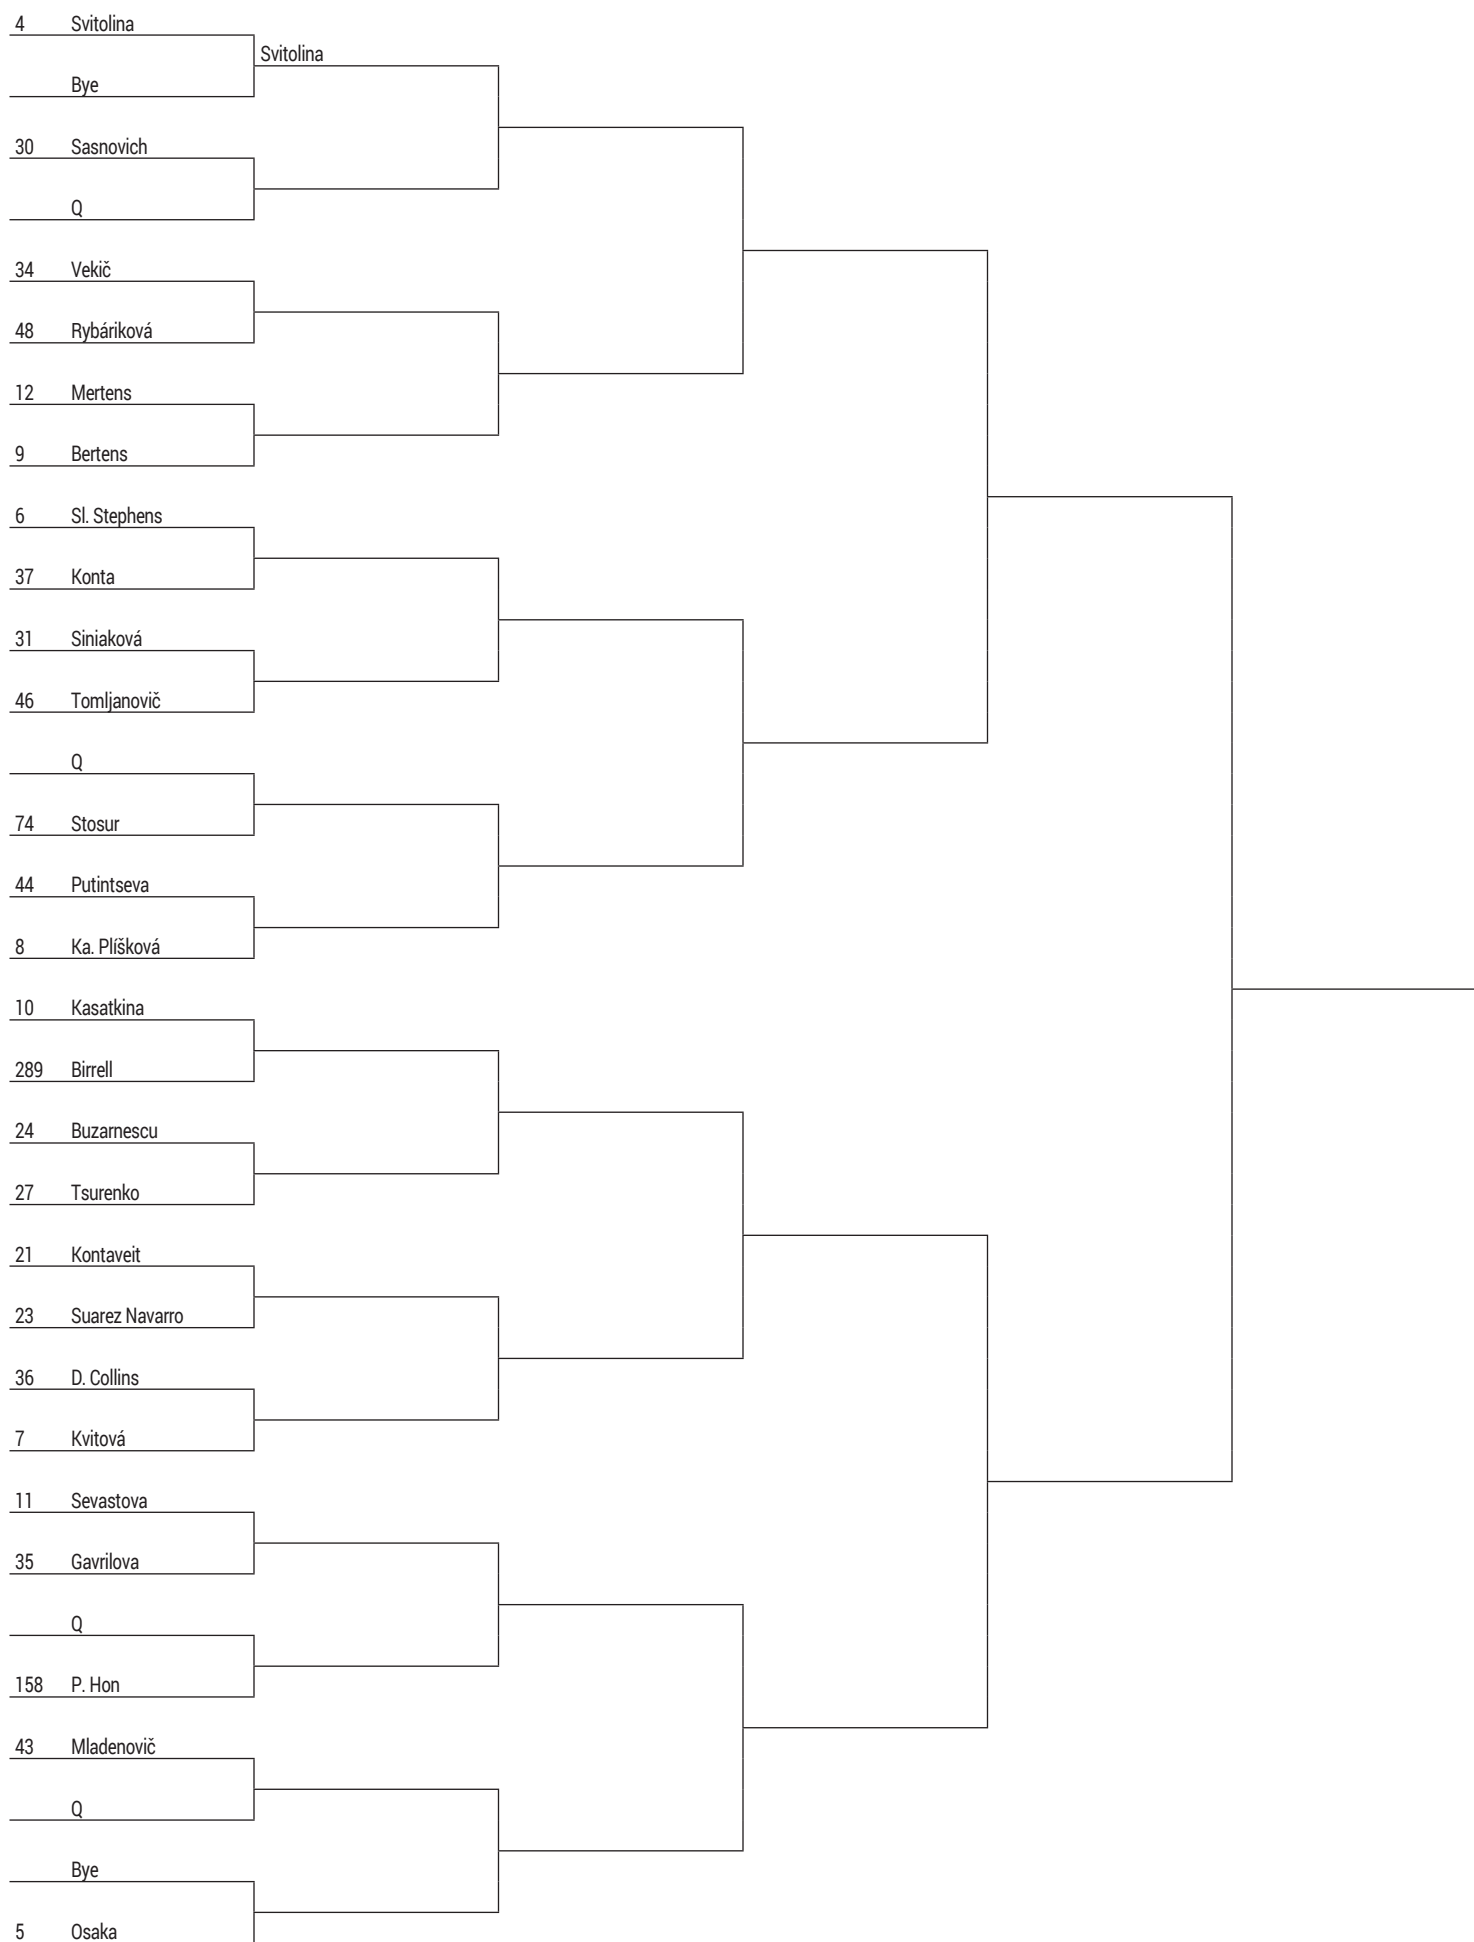 4 Svitolina
Svitolina
Bye
30 Sasnovich
Q
34 Vekič
48 Rybáriková
12 Mertens
9 Bertens
6 Sl. Stephens
37 Konta
31 Siniaková
46 Tomljanovič
Q
74 Stosur
44 Putintseva
8 Ka. Plíšková
10 Kasatkina
289 Birrell
24 Buzarnescu
27 Tsurenko
21 Kontaveit
23 Suarez Navarro
36 D. Collins
7 Kvitová
11 Sevastova
35 Gavrilova
Q
158 P. Hon
43 Mladenovič
Q
Bye
5 Osaka